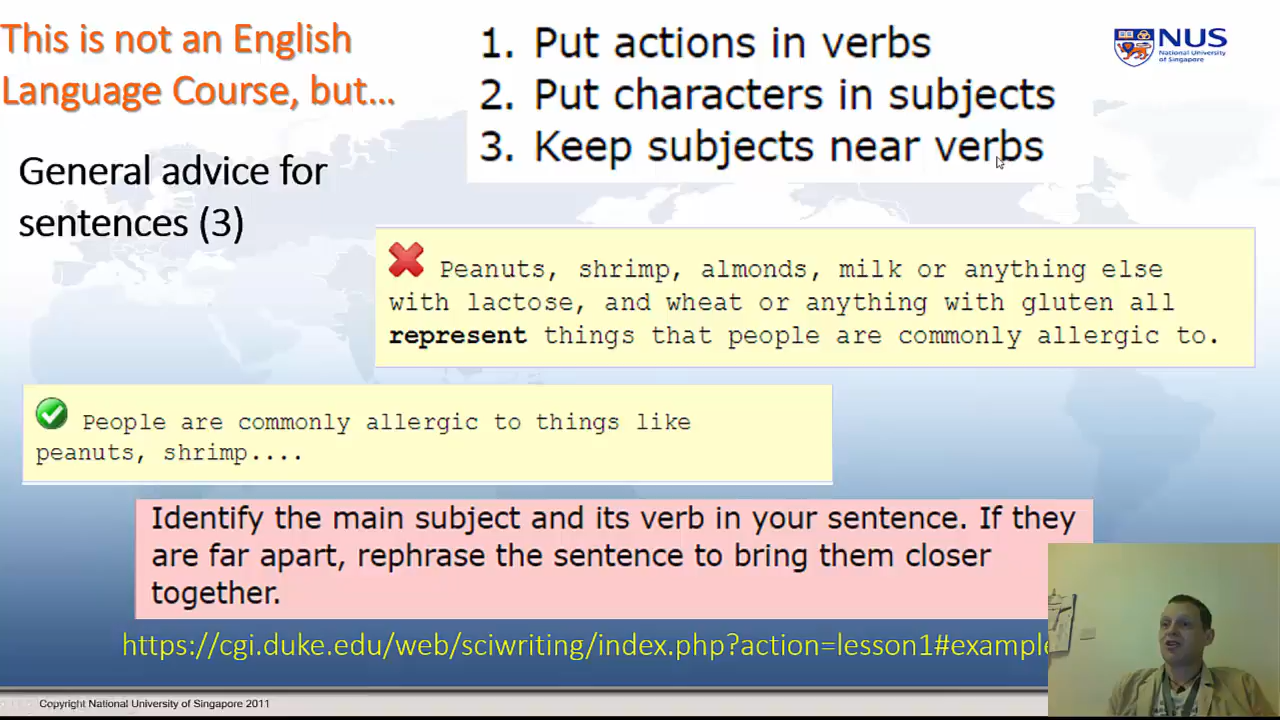 This is not an English
Language Course, but...
General advice for
sentences (3)
1. Put actions in verbs
2. Put characters in subjects
3. Keep subjects near verbs
NUS
National University
of Singapore
Peanuts, shrimp, almonds, milk or anything else
with lactose, and wheat or anything with gluten all
represent things that people are commonly allergic to.
People are commonly allergic to things like
peanuts, shrimp....
Identify the main subject and its verb in your sentence. If they
are far apart, rephrase the sentence to bring them closer
together.
https://cgi.duke.edu/web/sciwriting/index.php?action=lesson1#example
Copyright National University of Singapore 2011